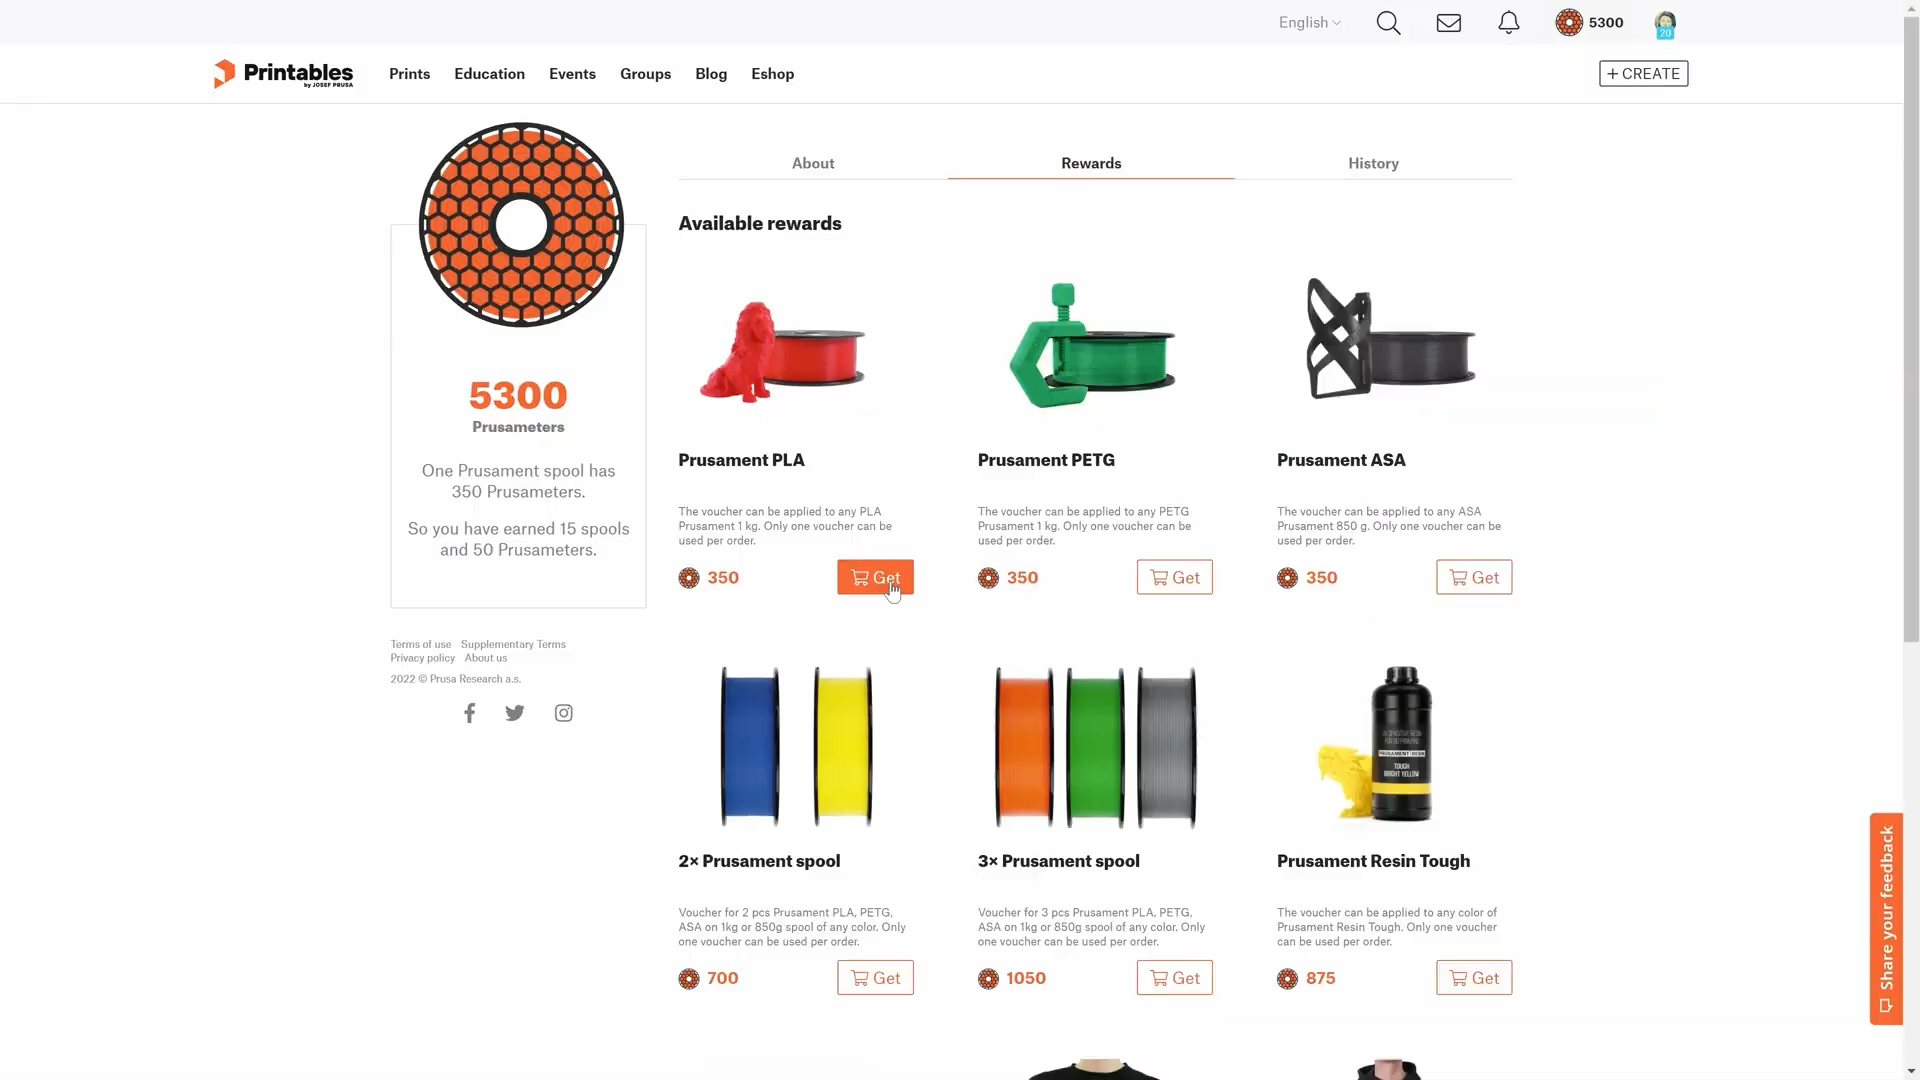 English
5300
20
Printables
by JOSEF PRUSA
Prints
Education
Events
Groups
Blog
Eshop
+ CREATE
About
Rewards
History
5300
Prusameters
One Prusament spool has
350 Prusameters.
So you have earned 15 spools
and 50 Prusameters.
Terms of use Supplementary Terms
Privacy policy About us
2022 © Prusa Research a.s.
Available rewards
Prusament PLA
The voucher can be applied to any PLA
Prusament 1 kg. Only one voucher can be
used per order.
350
Get
Prusament PETG
The voucher can be applied to any PETG
Prusament 1 kg. Only one voucher can be
used per order.
350
Get
Prusament ASA
The voucher can be applied to any ASA
Prusament 850 g. Only one voucher can be
used per order.
350
Get
2× Prusament spool
Voucher for 2 pcs Prusament PLA, PETG,
ASA on 1kg or 850g spool of any color. Only
one voucher can be used per order.
700
Get
3× Prusament spool
Voucher for 3 pcs Prusament PLA, PETG,
ASA on 1kg or 850g spool of any color. Only
one voucher can be used per order.
1050
Get
PRUSAMENT RESIN
TOUGH
BRIGHT YELLOW
Prusament Resin Tough
The voucher can be applied to any color of
Prusament Resin Tough. Only one voucher
can be used per order.
875
Get
Share your feedback